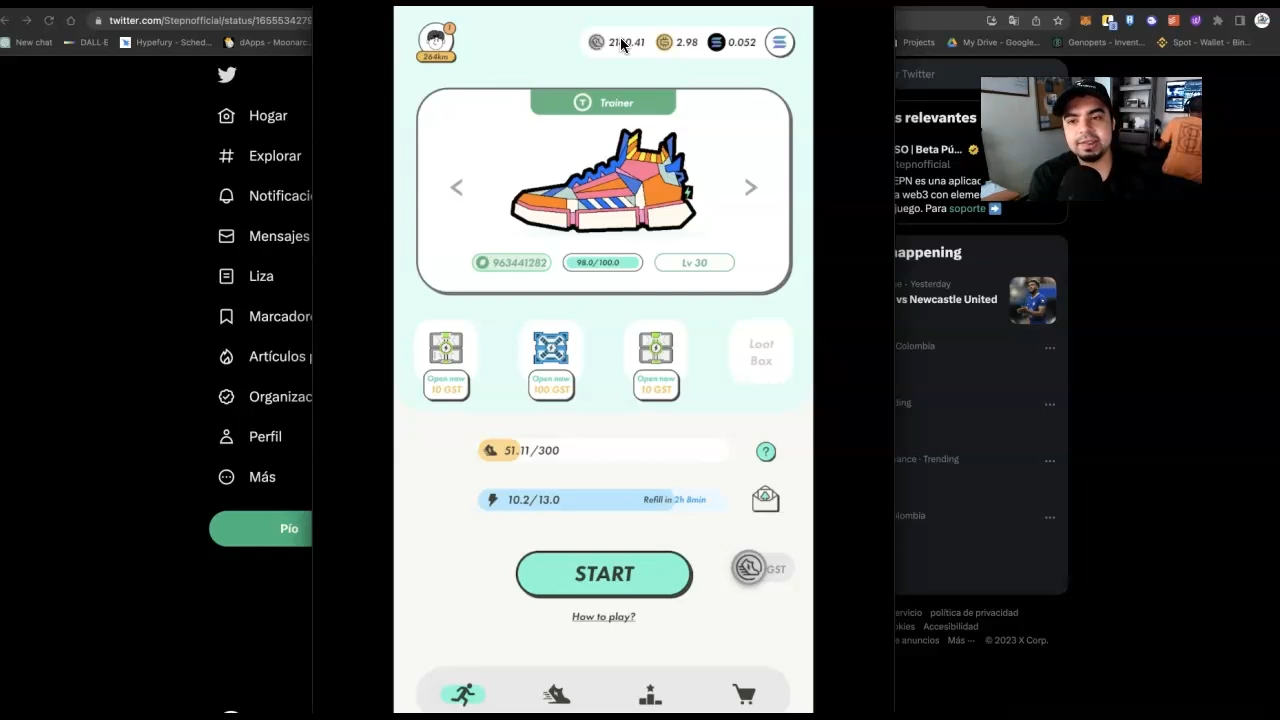 twitter.com/Stepnofficial/status/16555534279
New chat
DALL·E
Hypefury - Sched...
dApps - Moonarc...
Projects
My Drive - Google...
Genopets - Invest...
Spot - Wallet - Bin...
Hogar
Explorar
Notificaci
Mensajes
Liza
Marcador
Artículos
Organizac
Perfil
Más
Pío
264km
2.98
0.052
Trainer
963441282
98.0/100.0
Lv 30
Open now
10 GST
Open now
100 GST
Open now
10 GST
Loot
Box
51.11/300
?
10.2/13.0
Refill in 2h 8min
START
GST
How to play?
r Twitter
s relevantes
SO | Beta Pú...
tepnofficial
EPN es una aplicac
a web3 con eleme
juego. Para soporte
happening
· Yesterday
vs Newcastle United
Colombia
ding
ance · Trending
olombia
ervicio
política de privacidad
okies
Accesibilidad
e anuncios
Más ···
© 2023 X Corp.